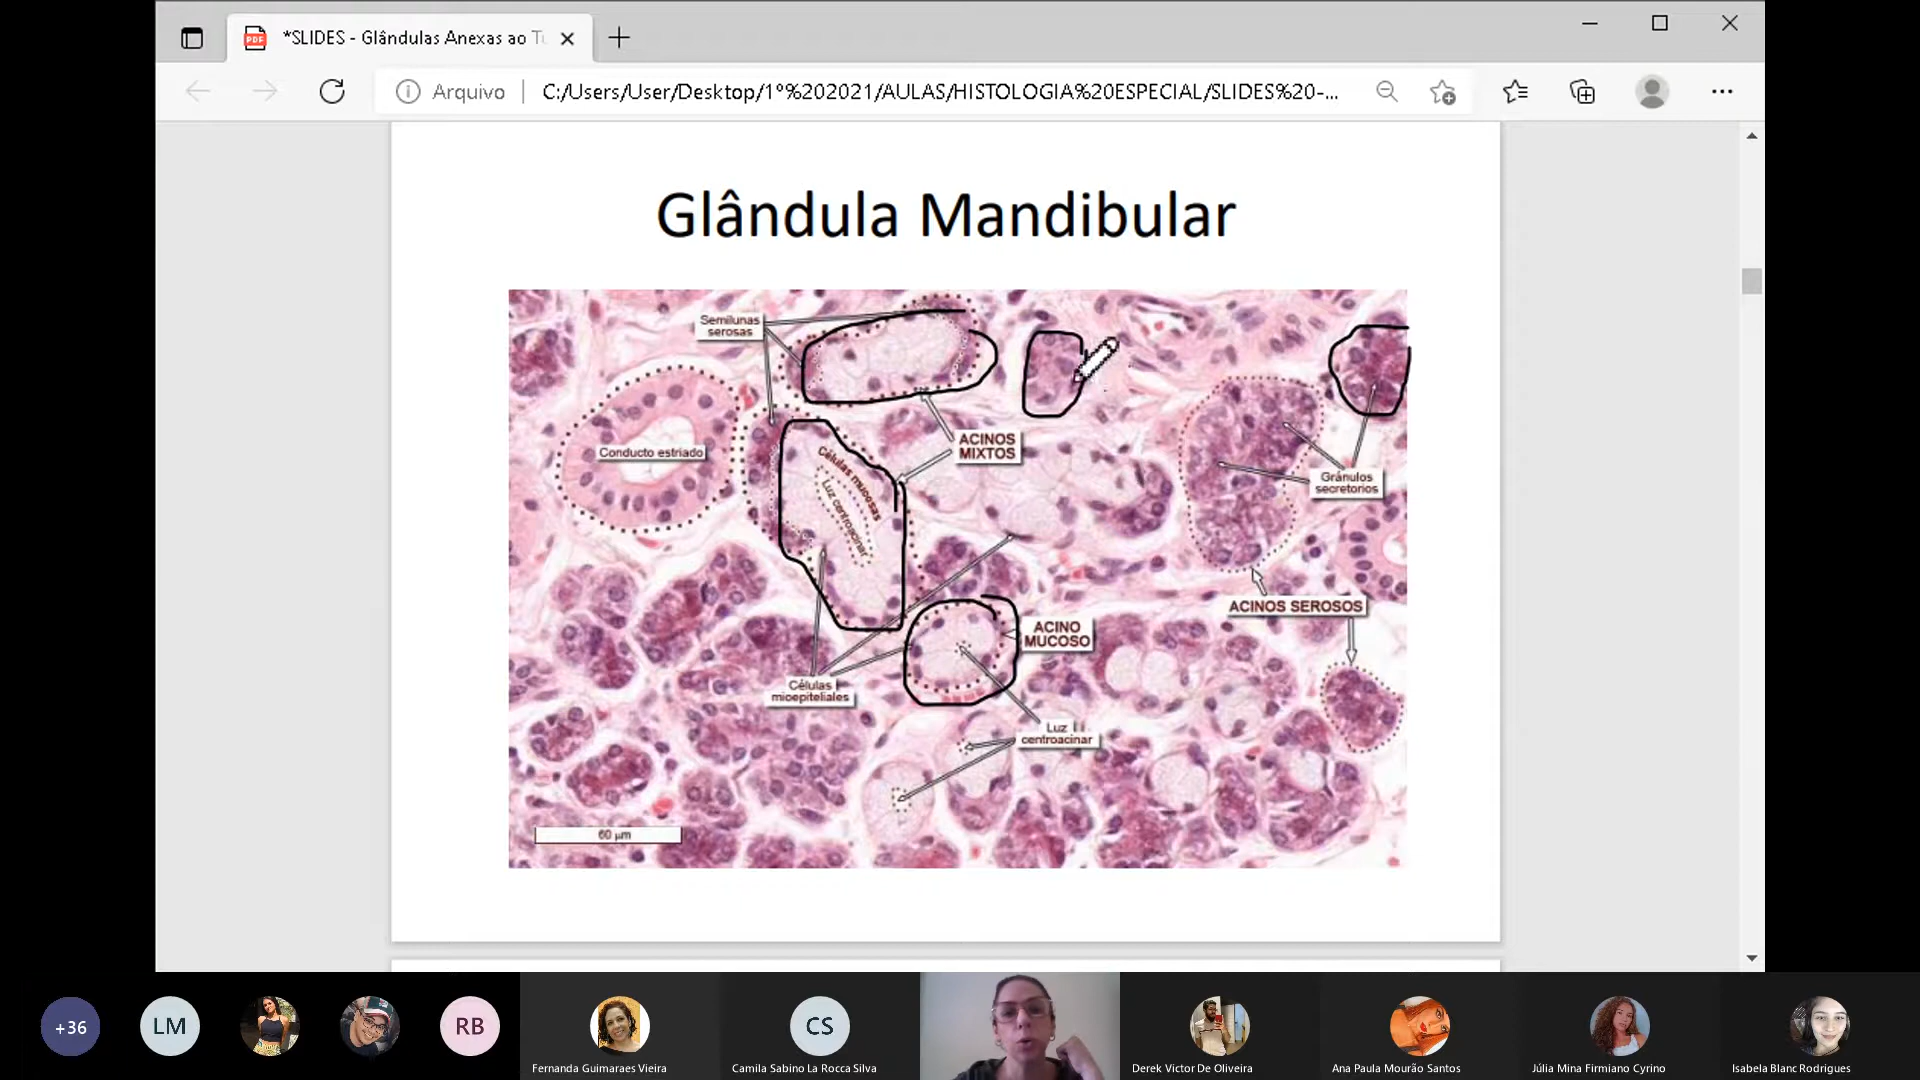 *SLIDES - Glândulas Anexas ao Tu
Arquivo
C:/Users/User/Desktop/1º%202021/AULAS/HISTOLOGIA%20ESPECIAL/SLIDES%20-...
Glândula Mandibular
Semilunas
serosas
Conducto estriado
ACINOS
MIXTOS
Células mucosas
Luz centroacinar
Gránulos
secretorios
ACINOS SEROSOS
ACINO
MUCOSO
Células
mioepiteliales
Luz
centroacinar
60 µm
+36
LM
RB
Fernanda Guimaraes Vieira
CS
Camila Sabino La Rocca Silva
Derek Victor De Oliveira
Ana Paula Mourão Santos
Júlia Mina Firmiano Cyrino
Isabela Blanc Rodrigues